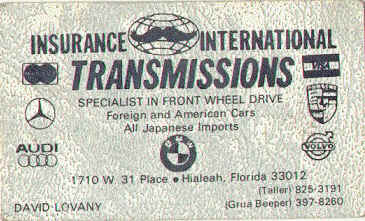 INSURANCE INTERNATIONAL
TRANSMISSIONS
SPECIALIST IN FRONT WHEEL DRIVE
Foreign and American Cars
All Japanese Imports
AUDI
BMW
VOLVO
1710 W. 31 Place • Hialeah, Florida 33012
(Taller) 825-3191
DAVID LOVANY
(Grua Beeper) 397-8260